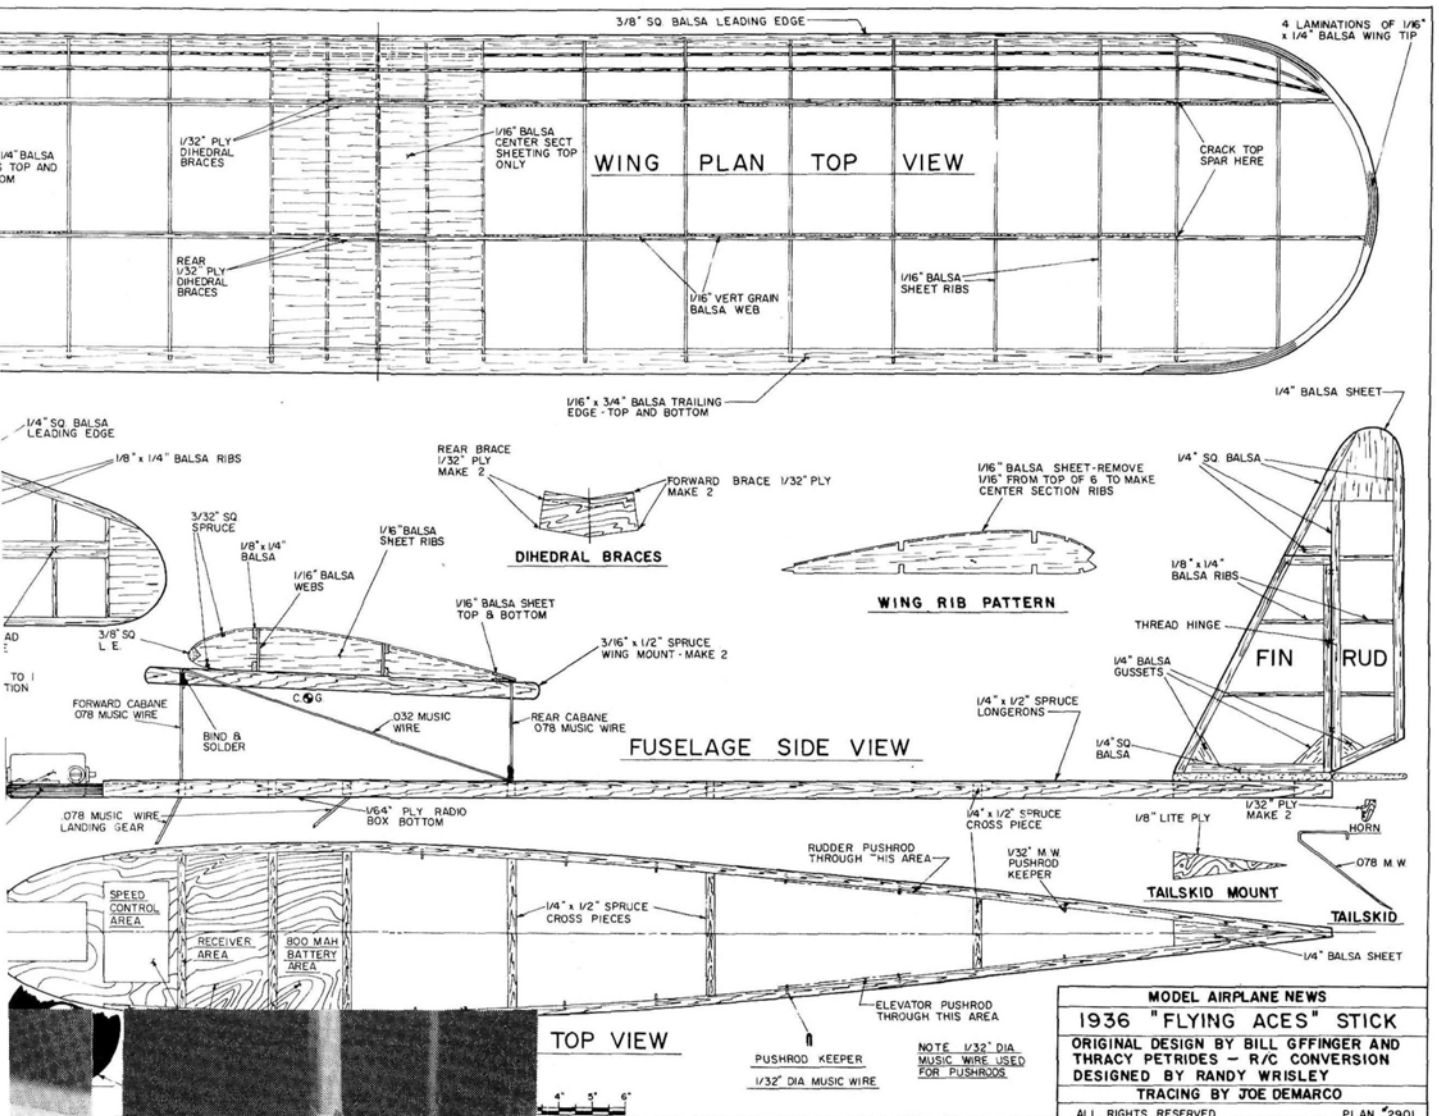 3/8" SQ. BALSA LEADING EDGE
4 LAMINATIONS OF 1/16"
x 1/4" BALSA WING TIP
1/4" BALSA
TOP AND
1/32" PLY
DIHEDRAL
BRACES
1/16" BALSA
CENTER SECT
SHEETING TOP
ONLY
WING PLAN TOP VIEW
CRACK TOP
SPAR HERE
REAR
1/32" PLY
DIHEDRAL
BRACES
1/16" VERT GRAIN
BALSA WEB
1/16" BALSA
SHEET RIBS
1/16" x 3/4" BALSA TRAILING
EDGE - TOP AND BOTTOM
1/4" BALSA SHEET
1/4" SQ. BALSA
LEADING EDGE
1/8" x 1/4" BALSA RIBS
REAR BRACE
1/32" PLY
MAKE 2
FORWARD BRACE 1/32" PLY
MAKE 2
DIHEDRAL BRACES
1/16" BALSA SHEET-REMOVE
1/16" FROM TOP OF 6 TO MAKE
CENTER SECTION RIBS
WING RIB PATTERN
1/4" SQ. BALSA
1/8" x 1/4"
BALSA RIBS
THREAD HINGE
1/4" BALSA
GUSSETS
FIN
RUD
1/4" SQ.
BALSA
3/32" SQ.
SPRUCE
1/8" x 1/4"
BALSA
1/16" BALSA
WEBS
1/16" BALSA
SHEET RIBS
1/16" BALSA SHEET
TOP & BOTTOM
3/8" SQ.
L. E.
3/16" x 1/2" SPRUCE
WING MOUNT - MAKE 2
TO 1
TION
C. G.
FORWARD CABANE
.078 MUSIC WIRE
BIND &
SOLDER
.032 MUSIC
WIRE
REAR CABANE
.078 MUSIC WIRE
1/4" x 1/2" SPRUCE
LONGERONS
FUSELAGE SIDE VIEW
.078 MUSIC WIRE
LANDING GEAR
1/64" PLY RADIO
BOX BOTTOM
1/4" x 1/2" SPRUCE
CROSS PIECE
1/32" PLY
MAKE 2
HORN
1/8" LITE PLY
TAILSKID MOUNT
.078 M.W.
TAILSKID
RUDDER PUSHROD
THROUGH THIS AREA
1/32" M.W.
PUSHROD
KEEPER
SPEED
CONTROL
AREA
RECEIVER
AREA
800 MAH
BATTERY
AREA
1/4" x 1/2" SPRUCE
CROSS PIECES
1/4" BALSA SHEET
ELEVATOR PUSHROD
THROUGH THIS AREA
TOP VIEW
PUSHROD KEEPER
1/32" DIA MUSIC WIRE
NOTE 1/32" DIA
MUSIC WIRE USED
FOR PUSHRODS
4" 5" 6"
MODEL AIRPLANE NEWS
1936 "FLYING ACES" STICK
ORIGINAL DESIGN BY BILL GFFINGER AND
THRACY PETRIDES - R/C CONVERSION
DESIGNED BY RANDY WRISLEY
TRACING BY JOE DEMARCO
ALL RIGHTS RESERVED PLAN #2901